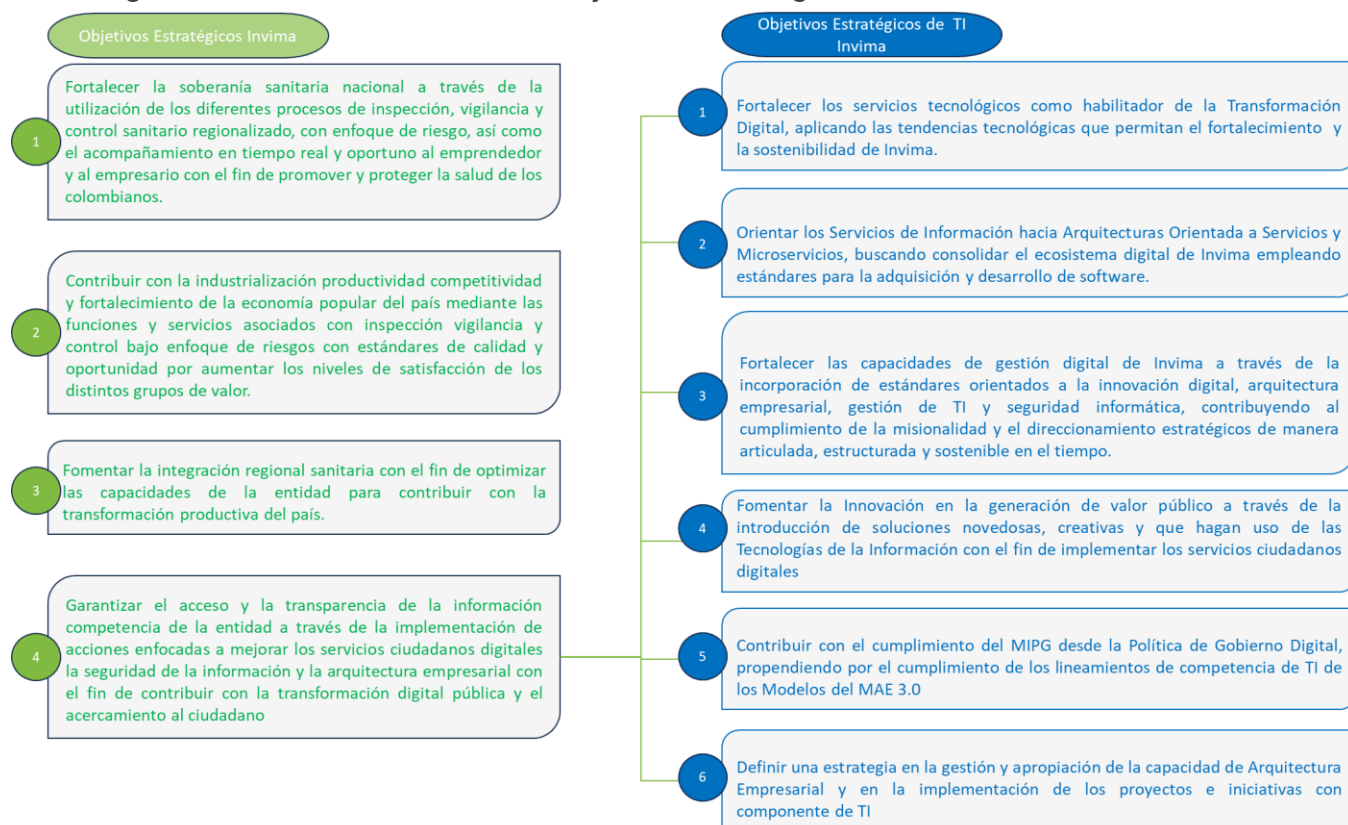 Objetivos Estratégicos Invima
1
Fortalecer la soberanía sanitaria nacional a través de la
utilización de los diferentes procesos de inspección, vigilancia y
control sanitario regionalizado, con enfoque de riesgo, así como
el acompañamiento en tiempo real y oportuno al emprendedor
y al empresario con el fin de promover y proteger la salud de los
colombianos.
2
Contribuir con la industrialización productividad competitividad
y fortalecimiento de la economía popular del país mediante las
funciones y servicios asociados con inspección vigilancia y
control bajo enfoque de riesgos con estándares de calidad y
oportunidad por aumentar los niveles de satisfacción de los
distintos grupos de valor.
3
Fomentar la integración regional sanitaria con el fin de optimizar
las capacidades de la entidad para contribuir con la
transformación productiva del país.
4
Garantizar el acceso y la transparencia de la información
competencia de la entidad a través de la implementación de
acciones enfocadas a mejorar los servicios ciudadanos digitales
la seguridad de la información y la arquitectura empresarial con
el fin de contribuir con la transformación digital pública y el
acercamiento al ciudadano
Objetivos Estratégicos de TI
Invima
1
Fortalecer los servicios tecnológicos como habilitador de la Transformación
Digital, aplicando las tendencias tecnológicas que permitan el fortalecimiento y
la sostenibilidad de Invima.
2
Orientar los Servicios de Información hacia Arquitecturas Orientada a Servicios y
Microservicios, buscando consolidar el ecosistema digital de Invima empleando
estándares para la adquisición y desarrollo de software.
3
Fortalecer las capacidades de gestión digital de Invima a través de la
incorporación de estándares orientados a la innovación digital, arquitectura
empresarial, gestión de TI y seguridad informática, contribuyendo al
cumplimiento de la misionalidad y el direccionamiento estratégicos de manera
articulada, estructurada y sostenible en el tiempo.
4
Fomentar la Innovación en la generación de valor público a través de la
introducción de soluciones novedosas, creativas y que hagan uso de las
Tecnologías de la Información con el fin de implementar los servicios ciudadanos
digitales
5
Contribuir con el cumplimiento del MIPG desde la Política de Gobierno Digital,
propendiendo por el cumplimiento de los lineamientos de competencia de TI de
los Modelos del MAE 3.0
6
Definir una estrategia en la gestión y apropiación de la capacidad de Arquitectura
Empresarial y en la implementación de los proyectos e iniciativas con
componente de TI